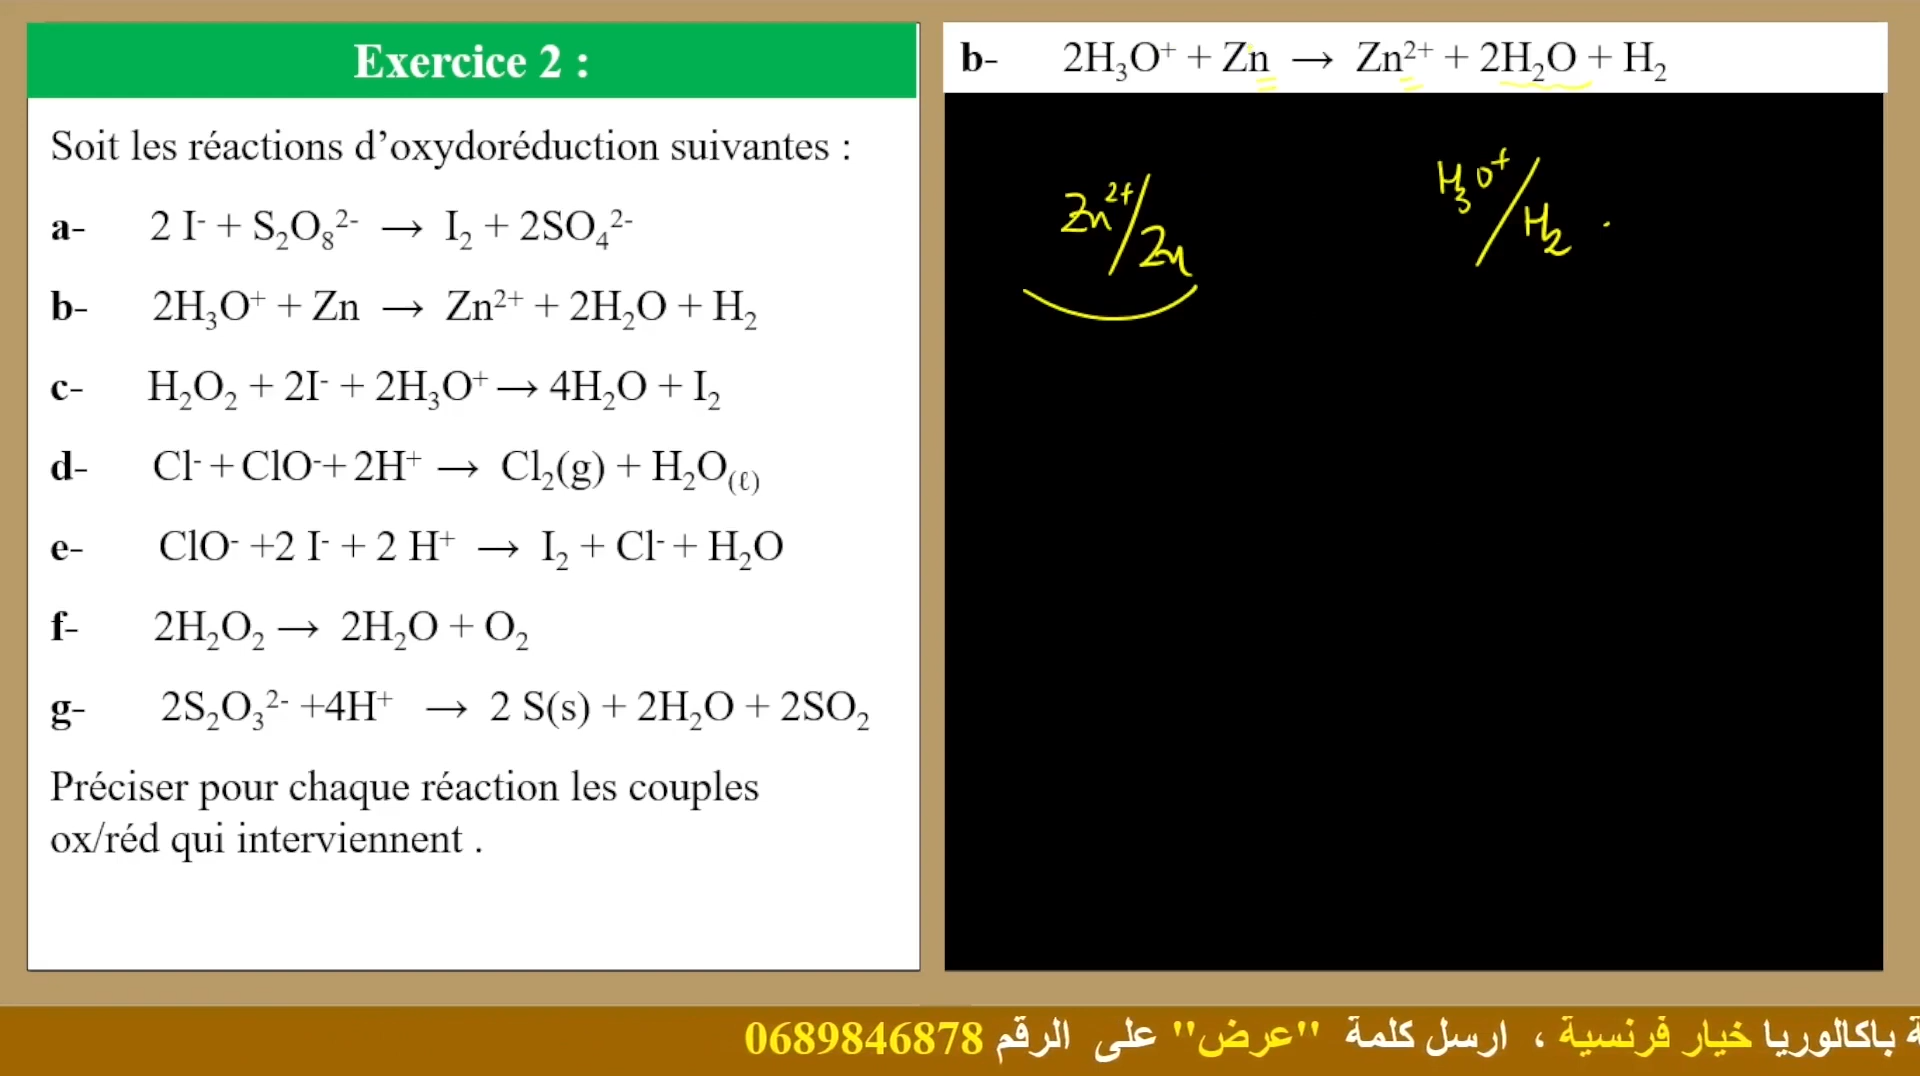 Exercice 2 :
Soit les réactions d’oxydoréduction suivantes :
a- 2 I⁻ + S₂O₈²⁻ → I₂ + 2SO₄²⁻
b- 2H₃O⁺ + Zn → Zn²⁺ + 2H₂O + H₂
c- H₂O₂ + 2I⁻ + 2H₃O⁺ → 4H₂O + I₂
d- Cl⁻ + ClO⁻ + 2H⁺ → Cl₂(g) + H₂O(ℓ)
e- ClO⁻ +2 I⁻ + 2 H⁺ → I₂ + Cl⁻ + H₂O
f- 2H₂O₂ → 2H₂O + O₂
g- 2S₂O₃²⁻ +4H⁺ → 2 S(s) + 2H₂O + 2SO₂
Préciser pour chaque réaction les couples
ox/réd qui interviennent .
b- 2H₃O⁺ + Zn → Zn²⁺ + 2H₂O + H₂
Zn²⁺/Zn H₃O⁺/H₂ .
باكالوريا خيار فرنسية ، ارسل كلمة "عرض" على الرقم 0689846878